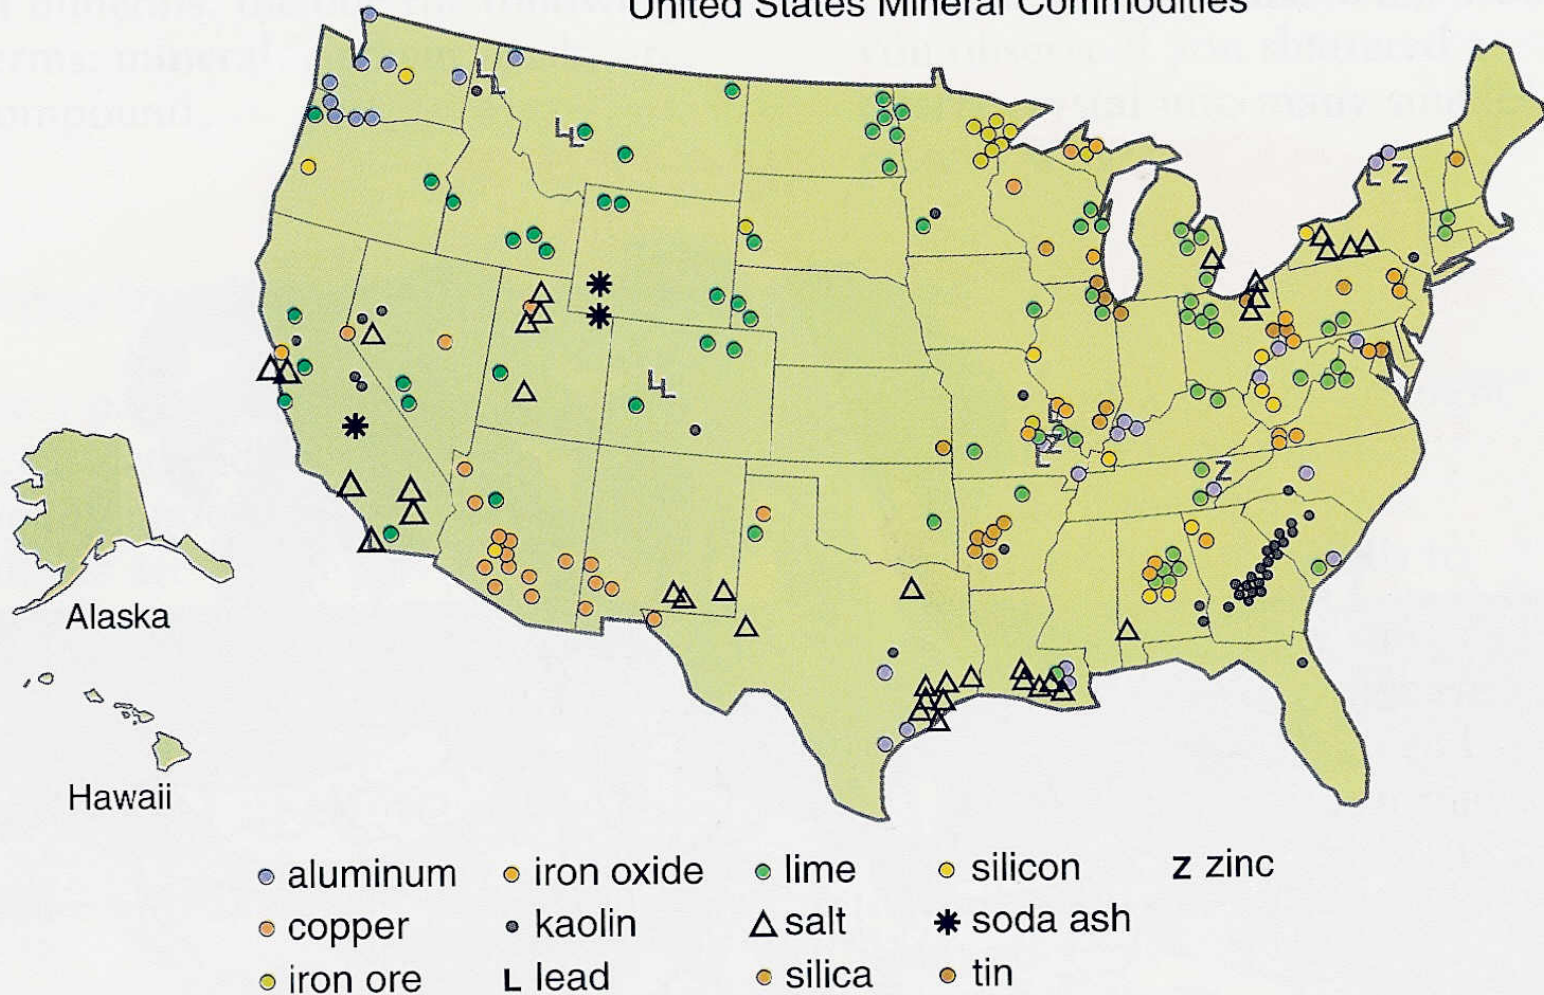 United States Mineral Commodities
L
L
L
L
L
Z
L
L
L
Z
L
Z
Alaska
Hawaii
aluminum iron oxide lime silicon Z zinc
copper kaolin salt soda ash
iron ore L lead silica tin